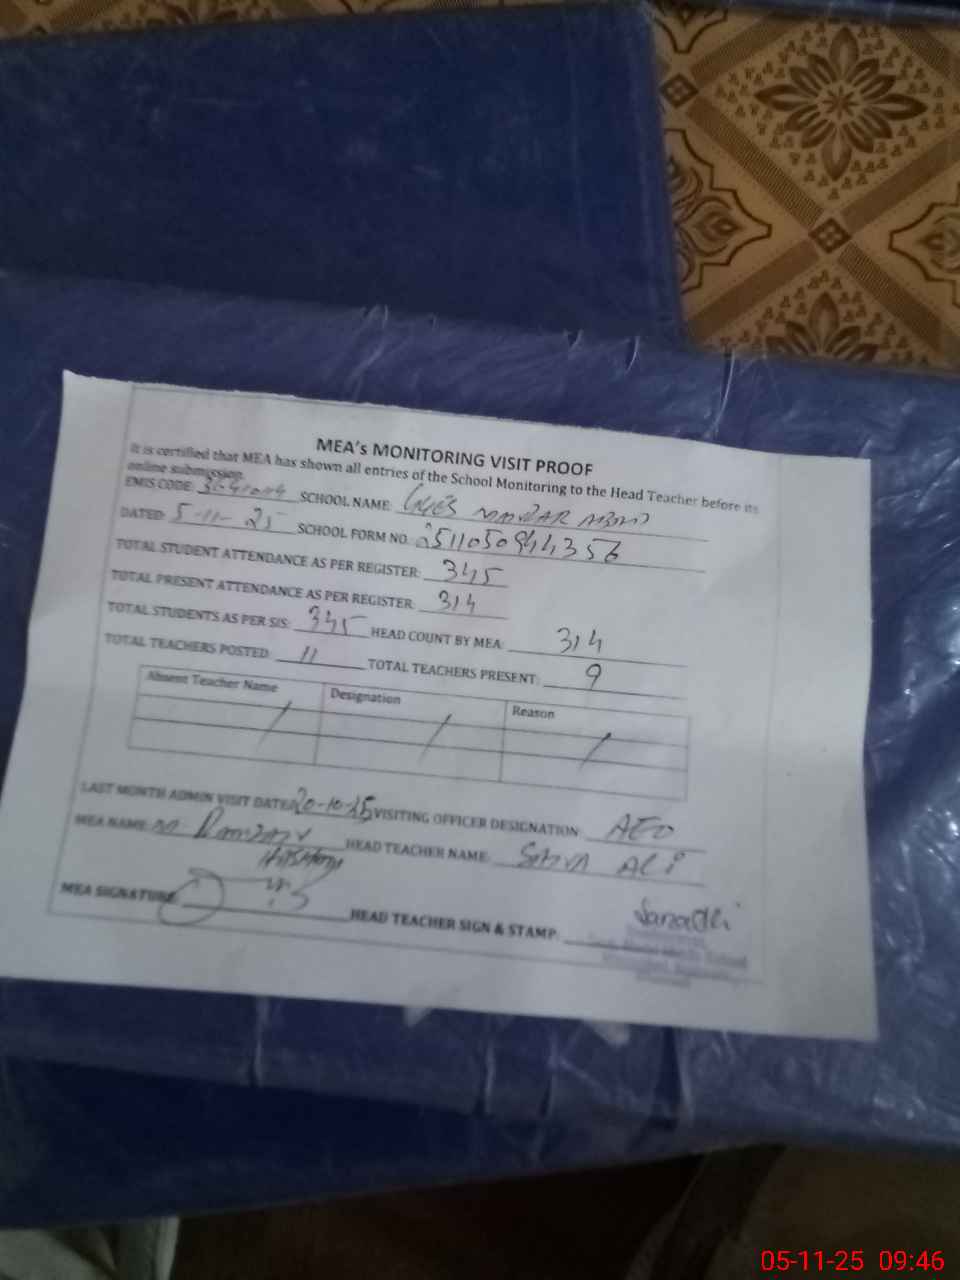 MEA's MONITORING VISIT PROOF
It is certified that MEA has shown all entries of the School Monitoring to the Head Teacher before its
online submission.
EMIS CODE: SCHOOL NAME:
DATED: 5-11-25 SCHOOL FORM NO.
TOTAL STUDENT ATTENDANCE AS PER REGISTER: 345
TOTAL PRESENT ATTENDANCE AS PER REGISTER: 314
TOTAL STUDENTS AS PER SIS: 345 HEAD COUNT BY MEA: 314
TOTAL TEACHERS POSTED: 11 TOTAL TEACHERS PRESENT: 9
Absent Teacher Name Designation Reason
/ / /
LAST MONTH ADMIN VISIT DATE: 20-10-25 VISITING OFFICER DESIGNATION AEO
MEA NAME: M. HEAD TEACHER NAME: ALI
MEA SIGNATURE: HEAD TEACHER SIGN & STAMP:
05-11-25 09:46